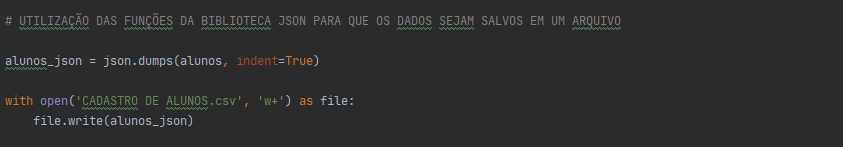 # UTILIZAÇÃO DAS FUNÇÕES DA BIBLIOTECA JSON PARA QUE OS DADOS SEJAM SALVOS EM UM ARQUIVO
alunos_json = json.dumps(alunos, indent=True)
with open('CADASTRO DE ALUNOS.csv', 'w+') as file:
    file.write(alunos_json)